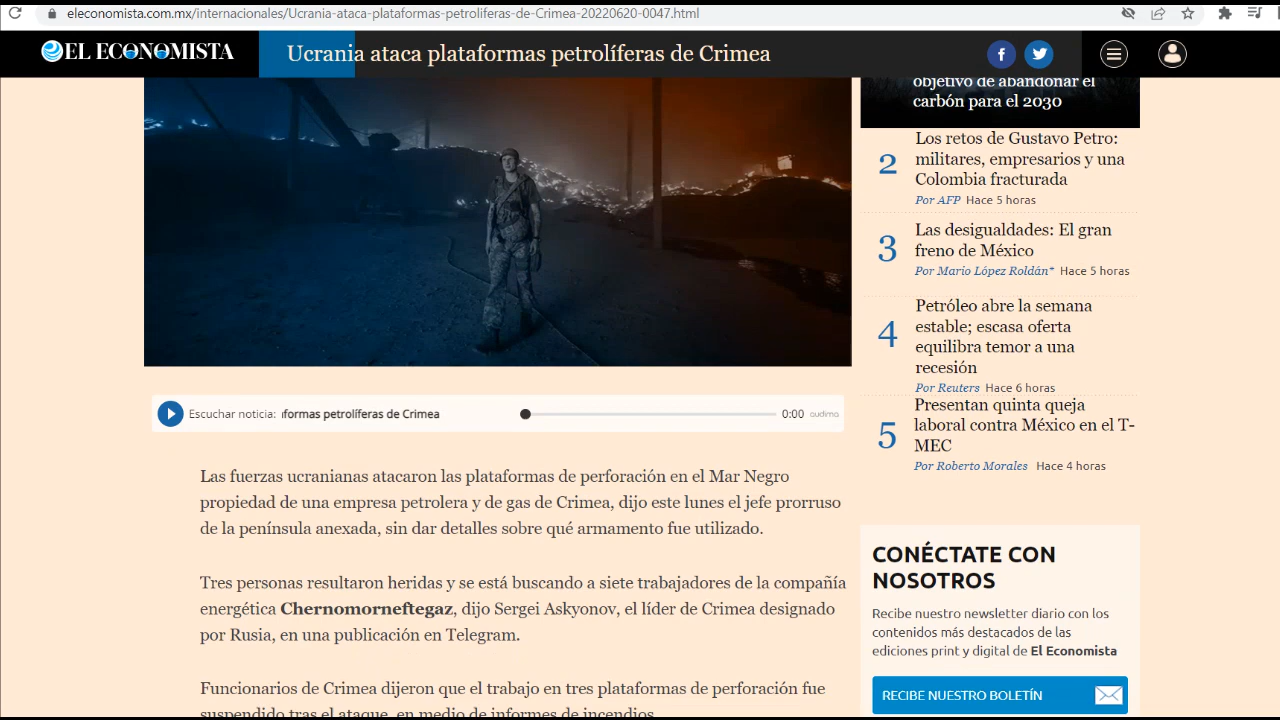 eleconomista.com.mx/internacionales/Ucrania-ataca-plataformas-petroliferas-de-Crimea-20220620-0047.html
EL ECONOMISTA
Ucrania ataca plataformas petrolíferas de Crimea
Escuchar noticia: formas petrolíferas de Crimea
0:00 audima
Las fuerzas ucranianas atacaron las plataformas de perforación en el Mar Negro
propiedad de una empresa petrolera y de gas de Crimea, dijo este lunes el jefe prorruso
de la península anexada, sin dar detalles sobre qué armamento fue utilizado.
Tres personas resultaron heridas y se está buscando a siete trabajadores de la compañía
energética Chernomorneftegaz, dijo Sergei Askyonov, el líder de Crimea designado
por Rusia, en una publicación en Telegram.
Funcionarios de Crimea dijeron que el trabajo en tres plataformas de perforación fue
suspendido tras el ataque, en medio de informes de incendios.
objetivo de abandonar el
carbón para el 2030
2
Los retos de Gustavo Petro:
militares, empresarios y una
Colombia fracturada
Por AFP Hace 5 horas
3
Las desigualdades: El gran
freno de México
Por Mario López Roldán* Hace 5 horas
4
Petróleo abre la semana
estable; escasa oferta
equilibra temor a una
recesión
Por Reuters Hace 6 horas
5
Presentan quinta queja
laboral contra México en el T-
MEC
Por Roberto Morales Hace 4 horas
CONÉCTATE CON
NOSOTROS
Recibe nuestro newsletter diario con los
contenidos más destacados de las
ediciones print y digital de El Economista
RECIBE NUESTRO BOLETÍN